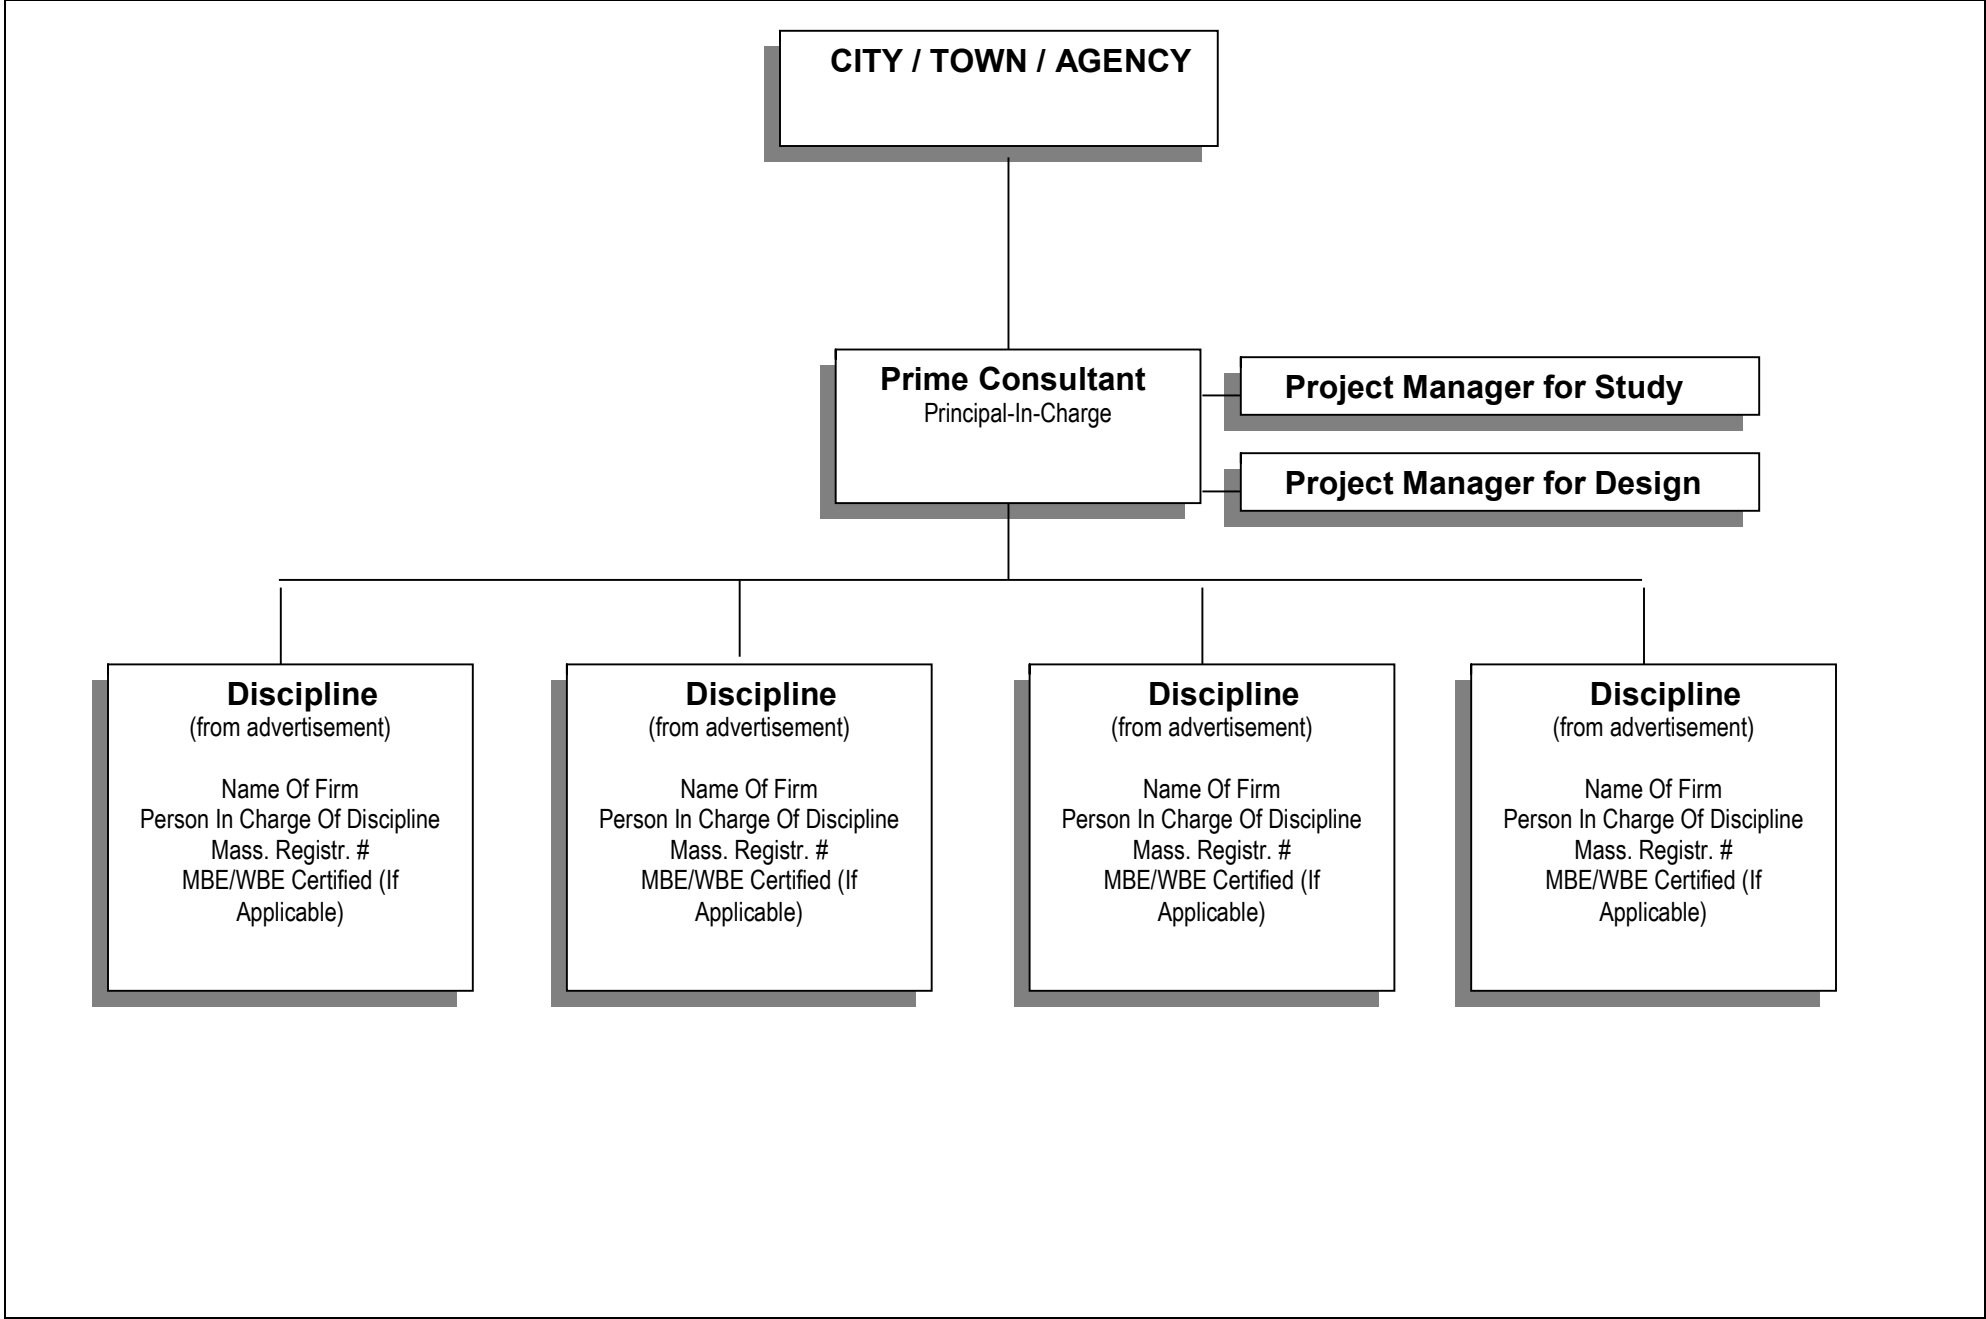 CITY / TOWN / AGENCY
Prime Consultant
Principal-In-Charge
Project Manager for Study
Project Manager for Design
Discipline
(from advertisement)
Name Of Firm
Person In Charge Of Discipline
Mass. Registr. #
MBE/WBE Certified (If
Applicable)
Discipline
(from advertisement)
Name Of Firm
Person In Charge Of Discipline
Mass. Registr. #
MBE/WBE Certified (If
Applicable)
Discipline
(from advertisement)
Name Of Firm
Person In Charge Of Discipline
Mass. Registr. #
MBE/WBE Certified (If
Applicable)
Discipline
(from advertisement)
Name Of Firm
Person In Charge Of Discipline
Mass. Registr. #
MBE/WBE Certified (If
Applicable)